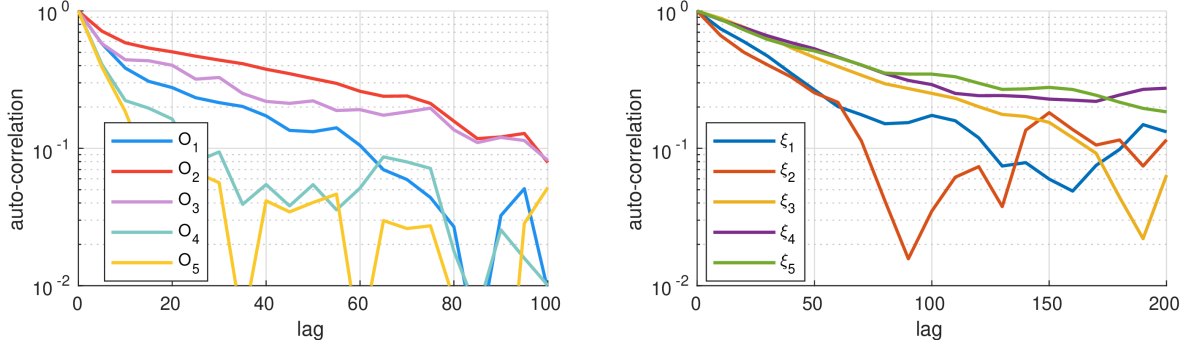 auto-correlation
10^0
10^-1
10^-2
O_1
O_2
O_3
O_4
O_5
0
20
40
60
80
100
lag
auto-correlation
10^0
10^-1
10^-2
ξ_1
ξ_2
ξ_3
ξ_4
ξ_5
0
50
100
150
200
lag